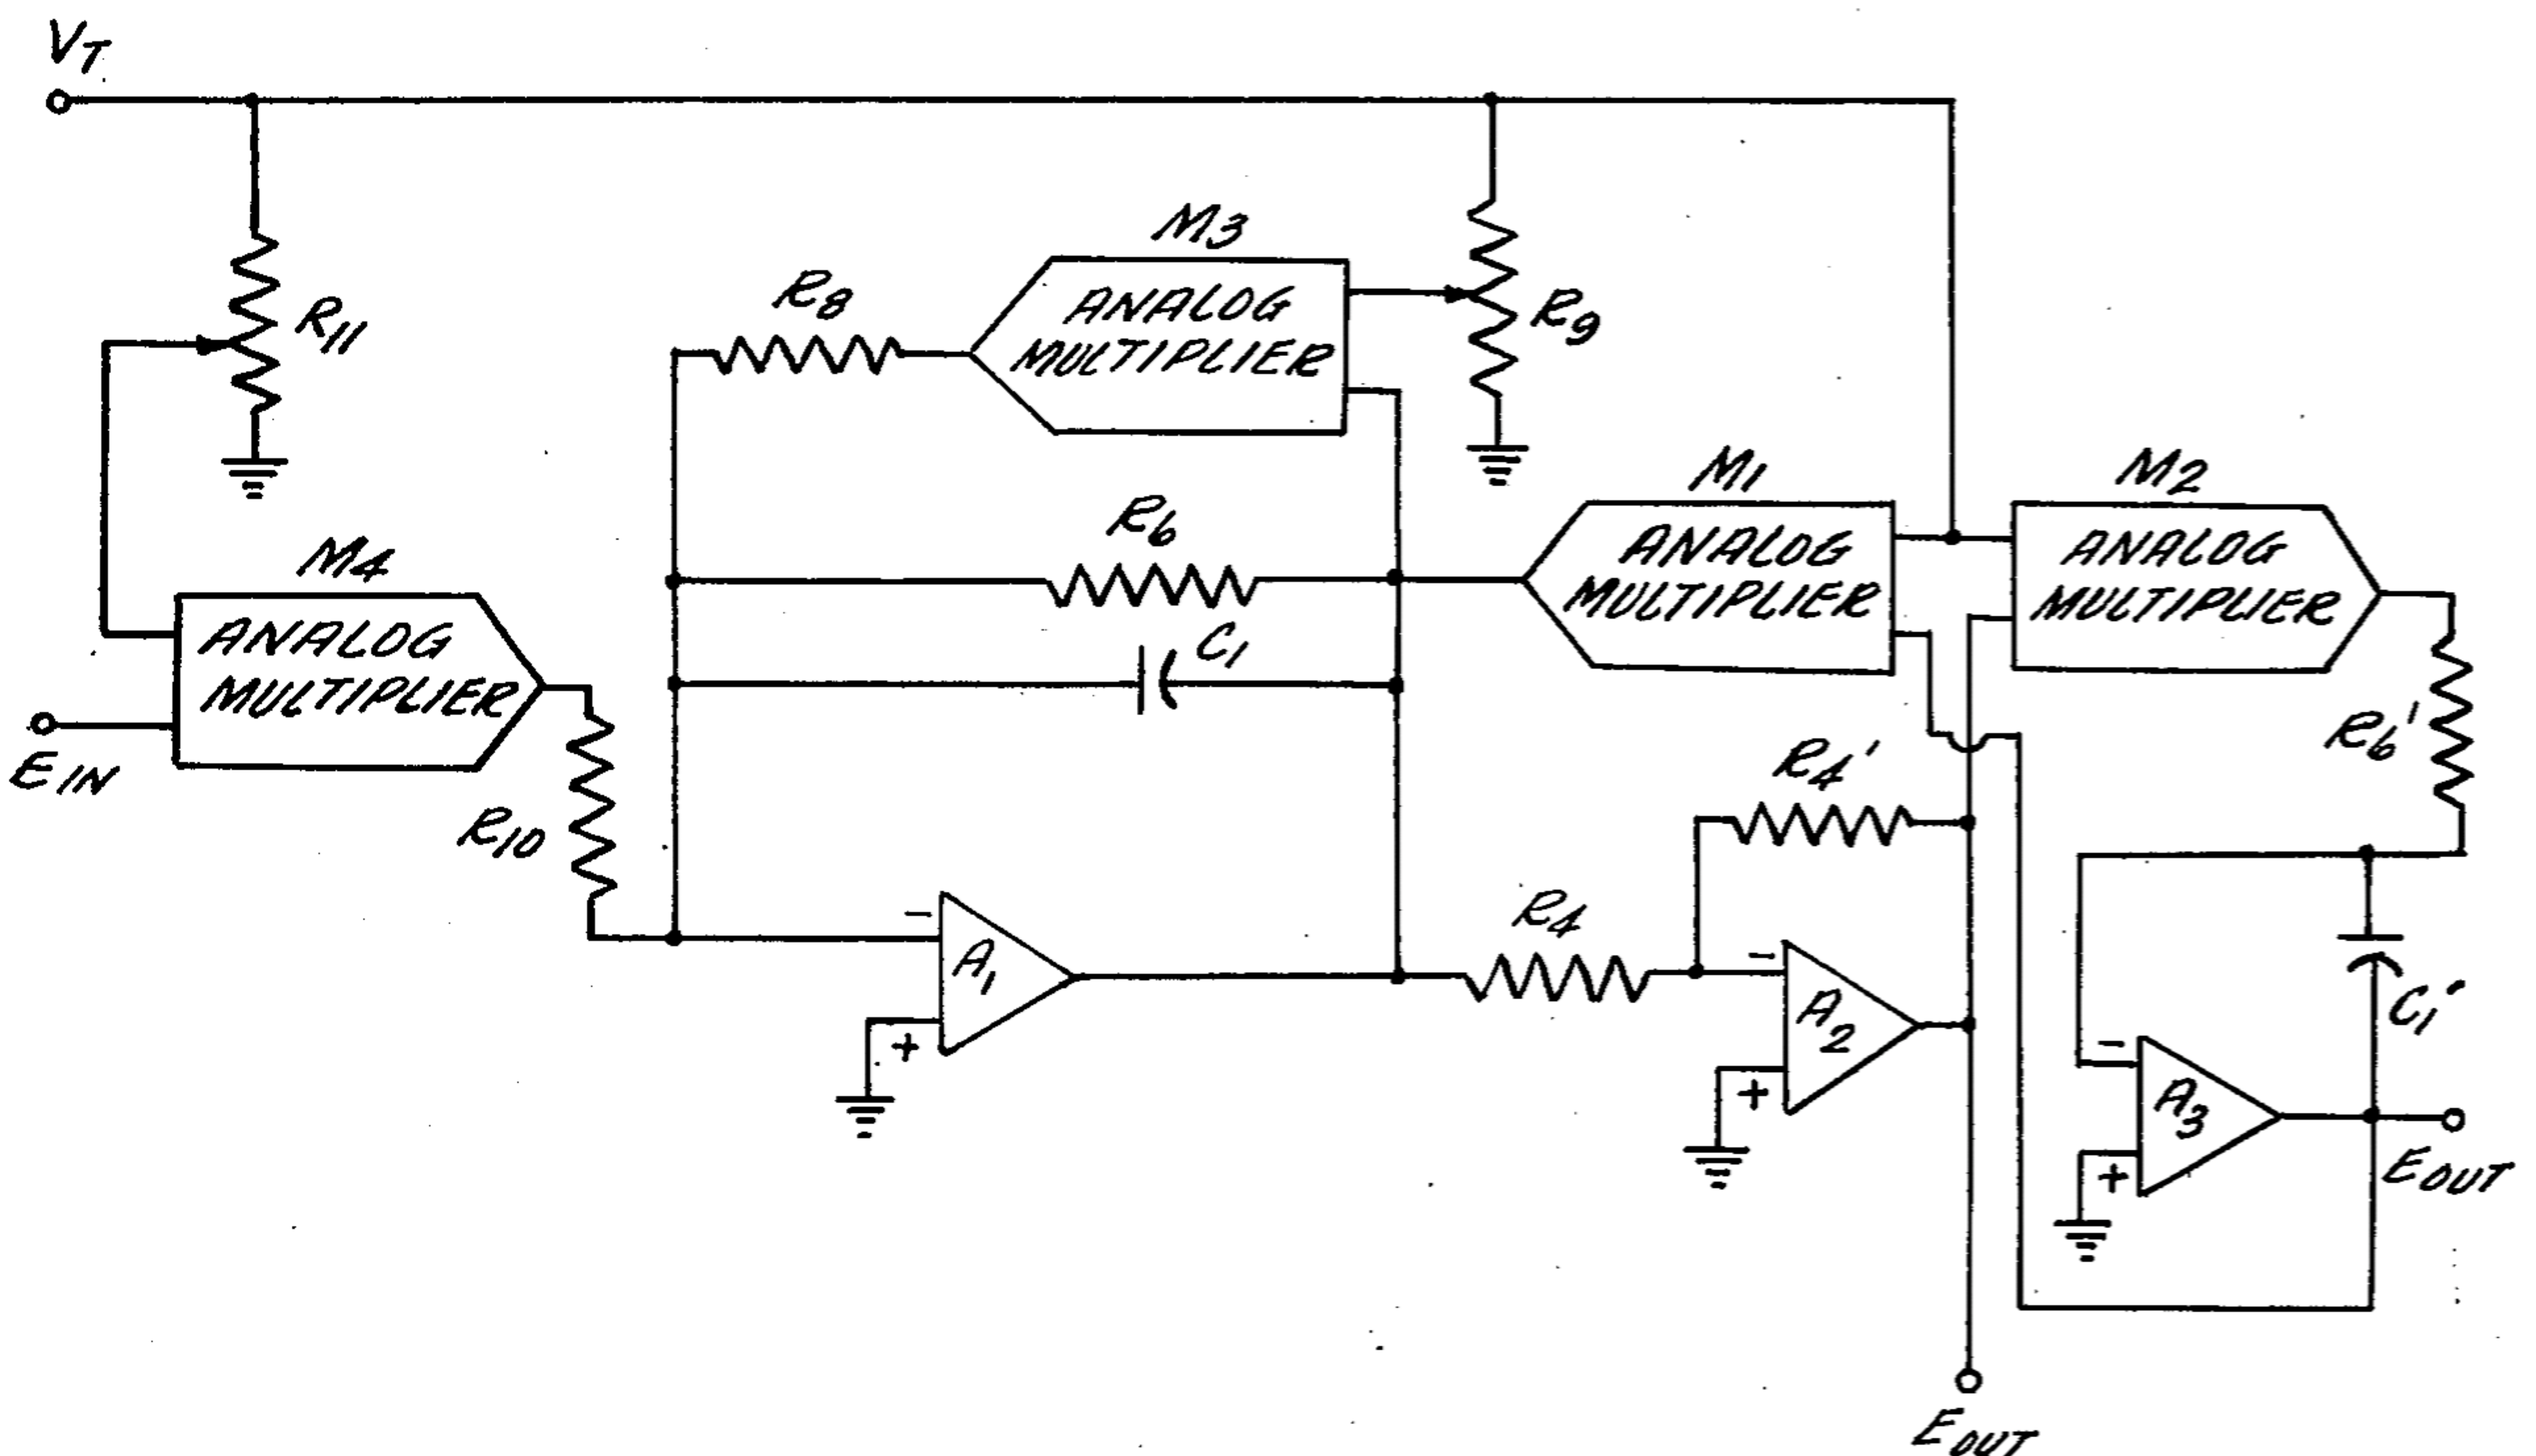 VT
M3
R8
ANALOG
MULTIPLIER
R9
R11
M1
M2
R6
ANALOG
MULTIPLIER
ANALOG
MULTIPLIER
M4
C1
ANALOG
MULTIPLIER
R6'
R4'
EIN
R10
R4
-
A1
+
-
A2
+
C1'
-
A3
+
EOUT
EOUT